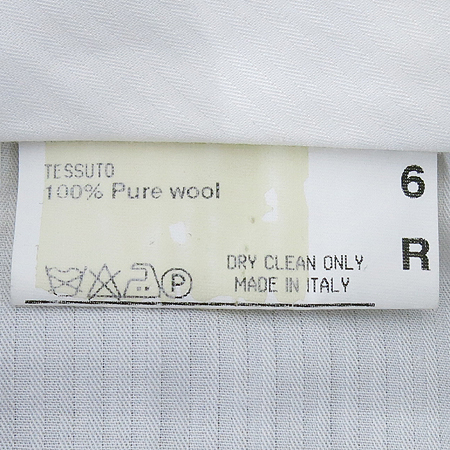 TESSUTO
100% Pure wool
6
R
P
DRY CLEAN ONLY
MADE IN ITALY